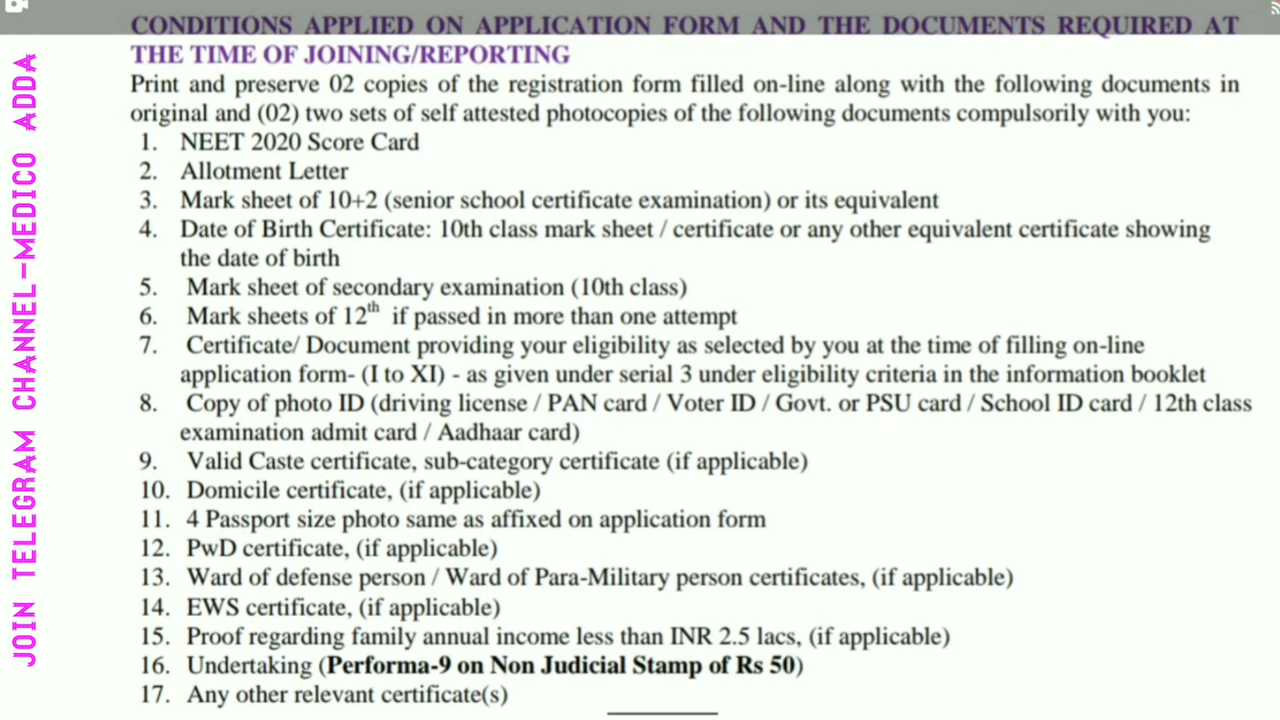 CONDITIONS APPLIED ON APPLICATION FORM AND THE DOCUMENTS REQUIRED AT
THE TIME OF JOINING/REPORTING
Print and preserve 02 copies of the registration form filled on-line along with the following documents in
original and (02) two sets of self attested photocopies of the following documents compulsorily with you:
1. NEET 2020 Score Card
2. Allotment Letter
3. Mark sheet of 10+2 (senior school certificate examination) or its equivalent
4. Date of Birth Certificate: 10th class mark sheet / certificate or any other equivalent certificate showing
the date of birth
5. Mark sheet of secondary examination (10th class)
6. Mark sheets of 12th if passed in more than one attempt
7. Certificate/ Document providing your eligibility as selected by you at the time of filling on-line
application form- (I to XI) - as given under serial 3 under eligibility criteria in the information booklet
8. Copy of photo ID (driving license / PAN card / Voter ID / Govt. or PSU card / School ID card / 12th class
examination admit card / Aadhaar card)
9. Valid Caste certificate, sub-category certificate (if applicable)
10. Domicile certificate, (if applicable)
11. 4 Passport size photo same as affixed on application form
12. PwD certificate, (if applicable)
13. Ward of defense person / Ward of Para-Military person certificates, (if applicable)
14. EWS certificate, (if applicable)
15. Proof regarding family annual income less than INR 2.5 lacs, (if applicable)
16. Undertaking (Performa-9 on Non Judicial Stamp of Rs 50)
17. Any other relevant certificate(s)
JOIN TELEGRAM CHANNEL-MEDICO ADDA